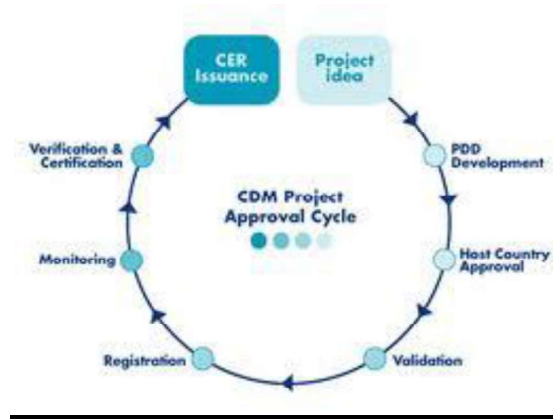 CER
Issuance
Project
idea
PDD
Development
Host Country
Approval
Validation
Registration
Monitoring
Verification &
Certification
CDM Project
Approval Cycle